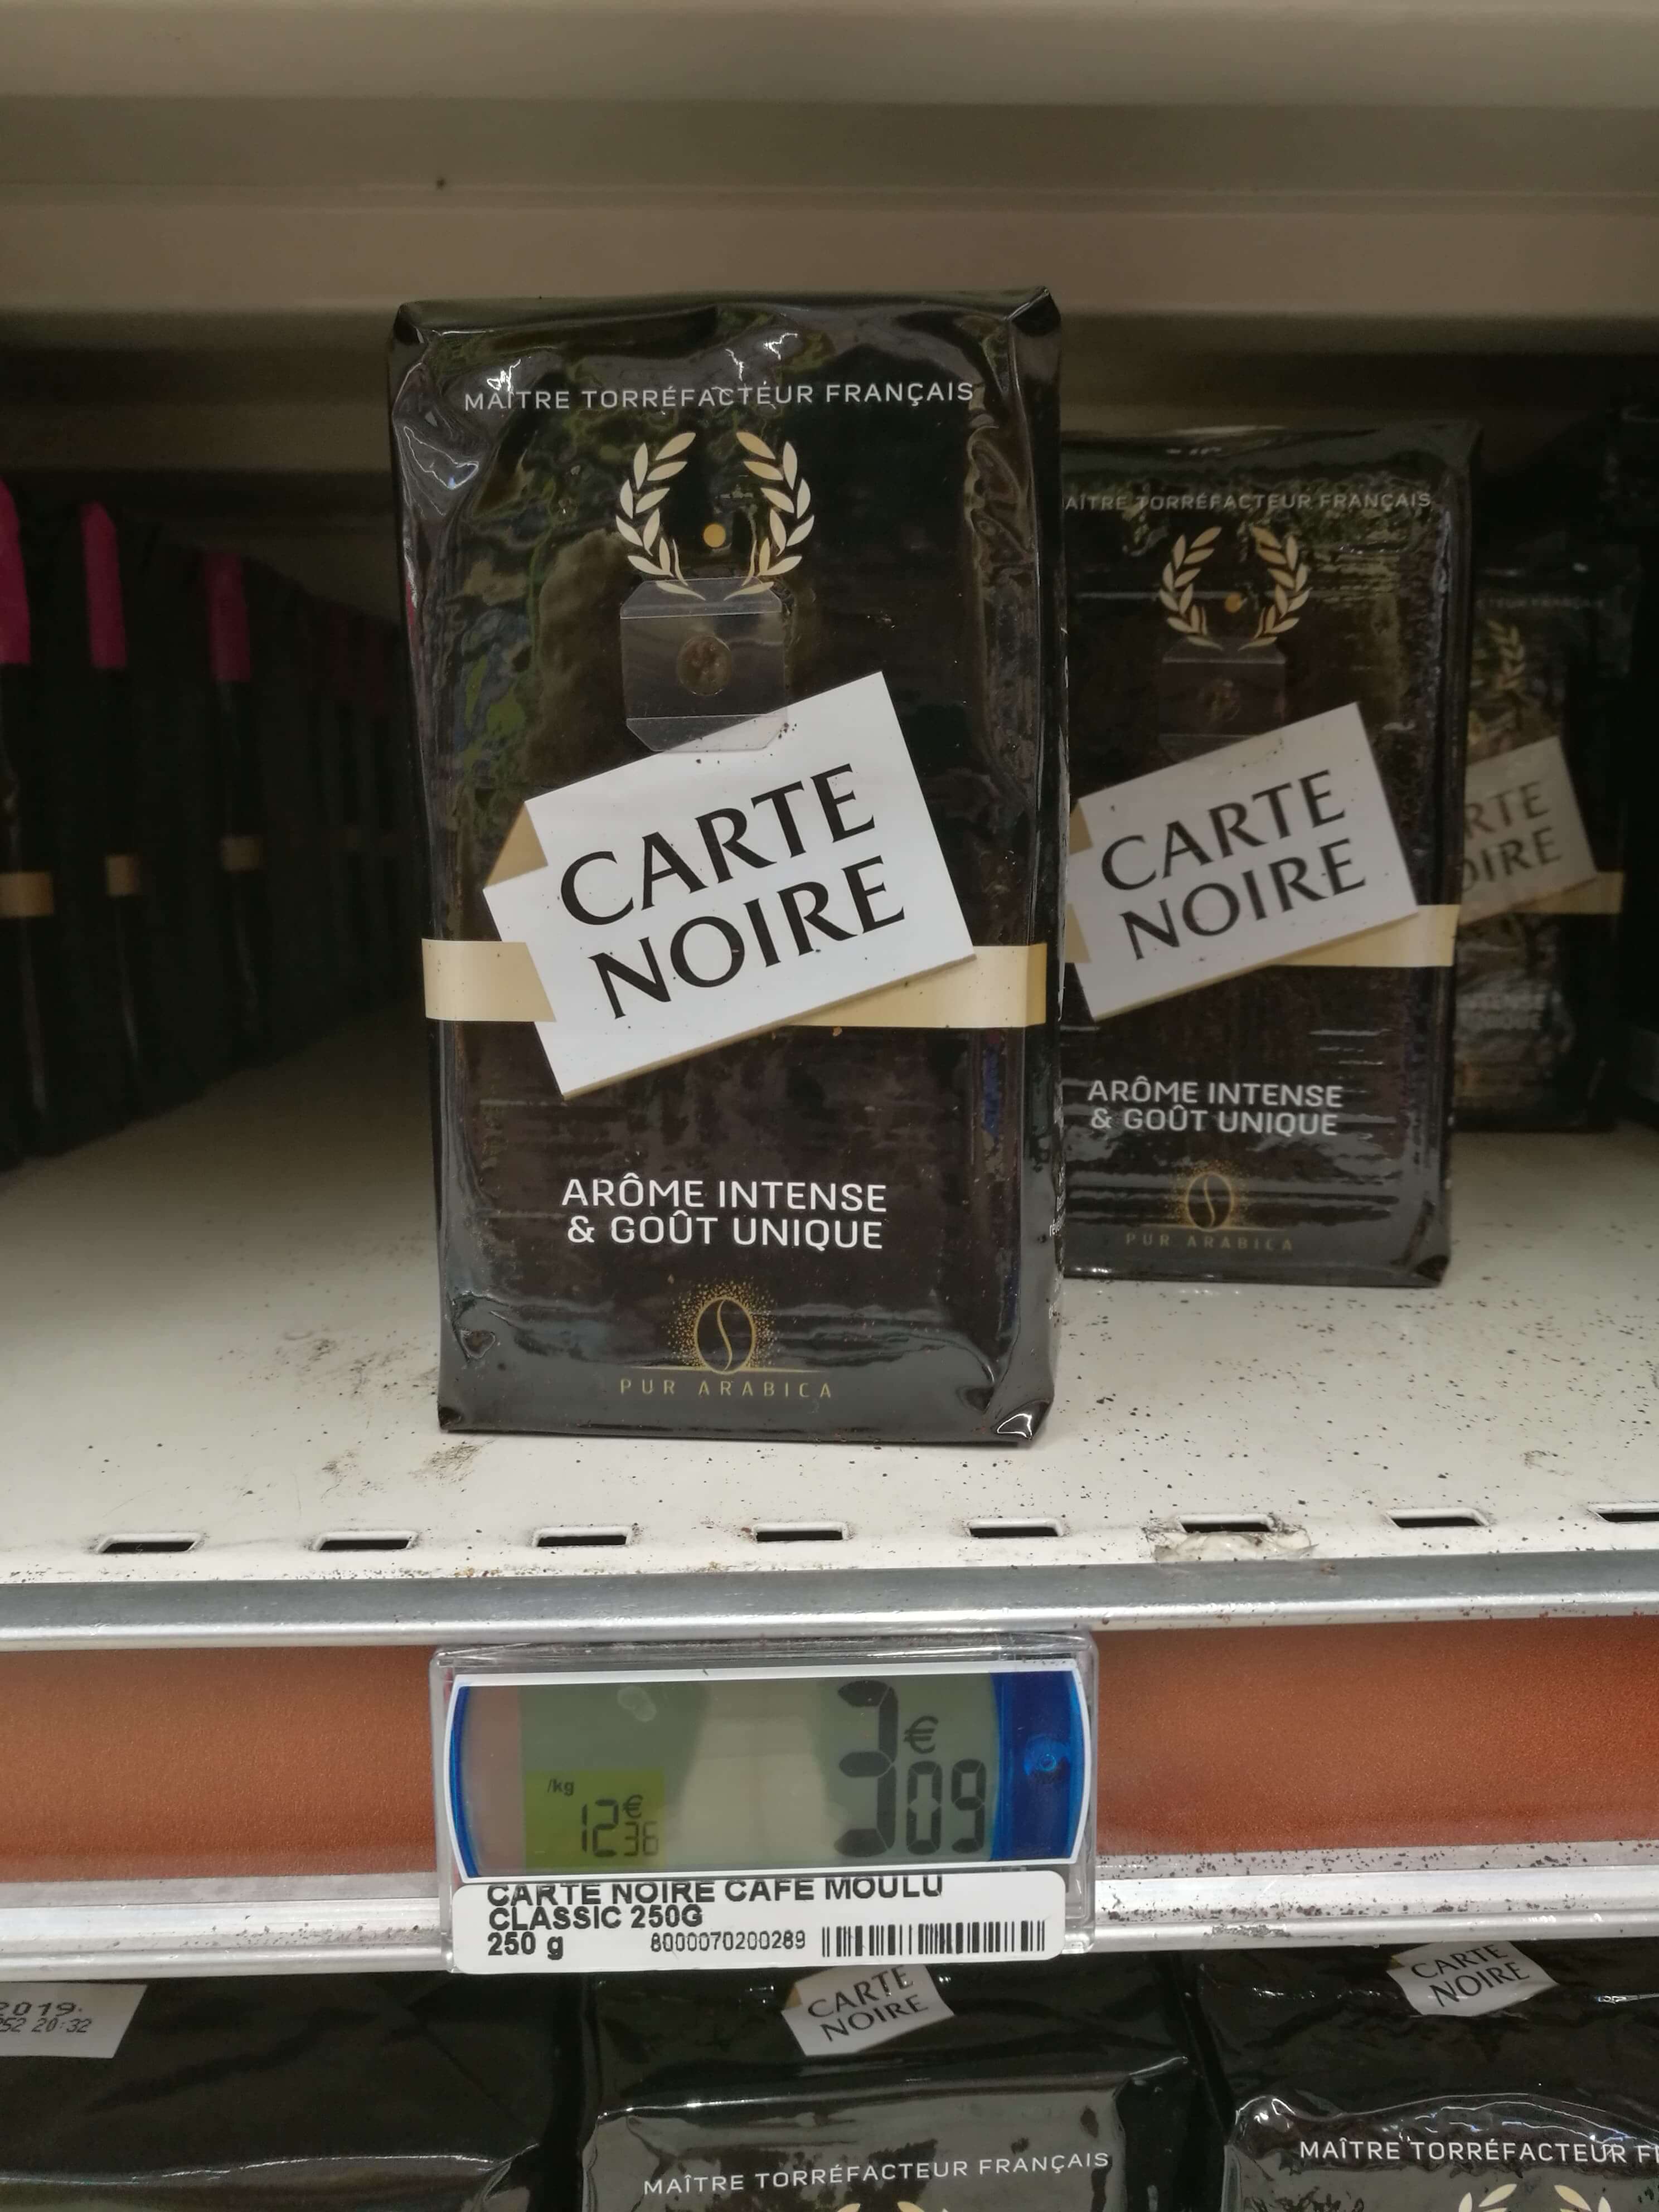 MAÎTRE TORRÉFACTEUR FRANÇAIS
CARTE
NOIRE
ARÔME INTENSE
& GOÛT UNIQUE
PUR ARABICA
MAÎTRE TORRÉFACTEUR FRANÇAIS
CARTE
NOIRE
ARÔME INTENSE
& GOÛT UNIQUE
PUR ARABICA
3€09
/kg
12€36
CARTE NOIRE CAFE MOULU
CLASSIC 250G
250 g 8000070200289
2019
20:32
CARTE
NOIRE
MAÎTRE TORRÉFACTEUR FRANÇAIS
CARTE
NOIRE
MAÎTRE TORRÉFACTEUR